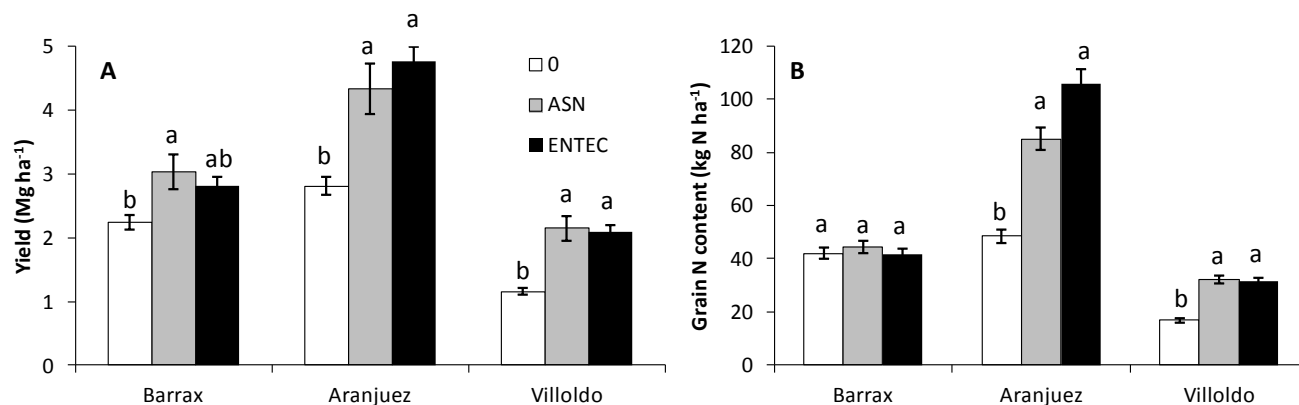 A
Yield (Mg ha⁻¹)
5
4
3
2
1
0
b
a
ab
b
a
a
b
a
a
0
ASN
ENTEC
Barrax
Aranjuez
Villoldo
B
Grain N content (kg N ha⁻¹)
120
100
80
60
40
20
0
a
a
a
b
a
a
b
a
a
Barrax
Aranjuez
Villoldo